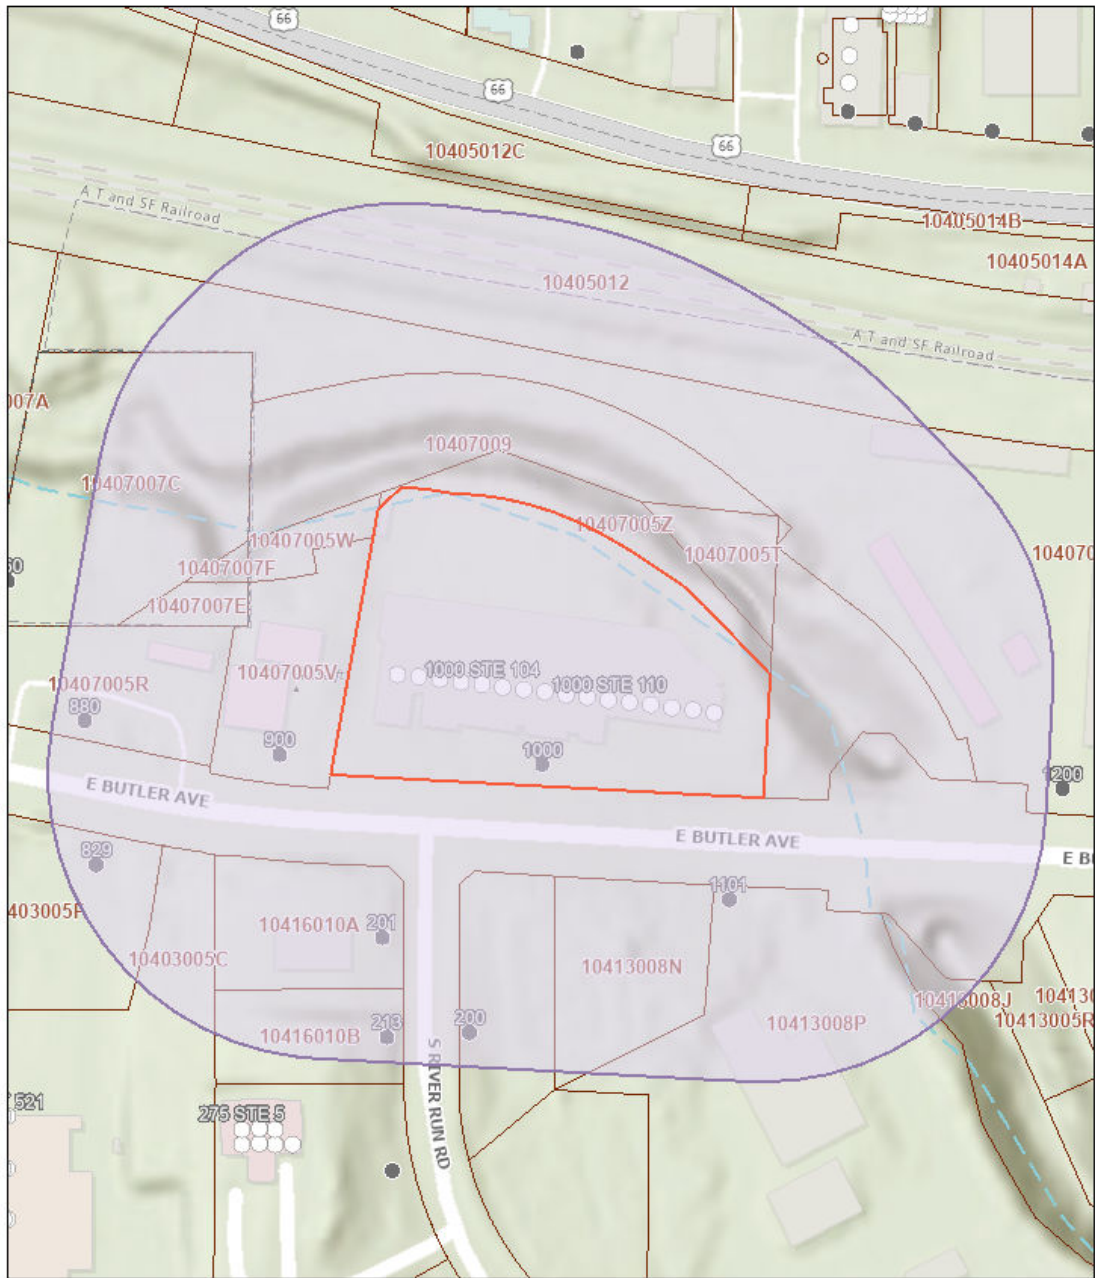 66
66
66
10405012C
A T and SF Railroad
10405014B
10405014A
10405012
A T and SF Railroad
007A
10407009
10407007C
10407005Z
10407005W
10407005T
10407007F
10407007E
10407005V
10407005R
1000 STE 104
1000 STE 110
880
900
1000
1200
E BUTLER AVE
E BUTLER AVE
829
1101
10416010A
201
10403005C
10413008N
10413008J
10413005R
10416010B
213
200
10413008P
S RIVER RUN RD
521
275 STE 5